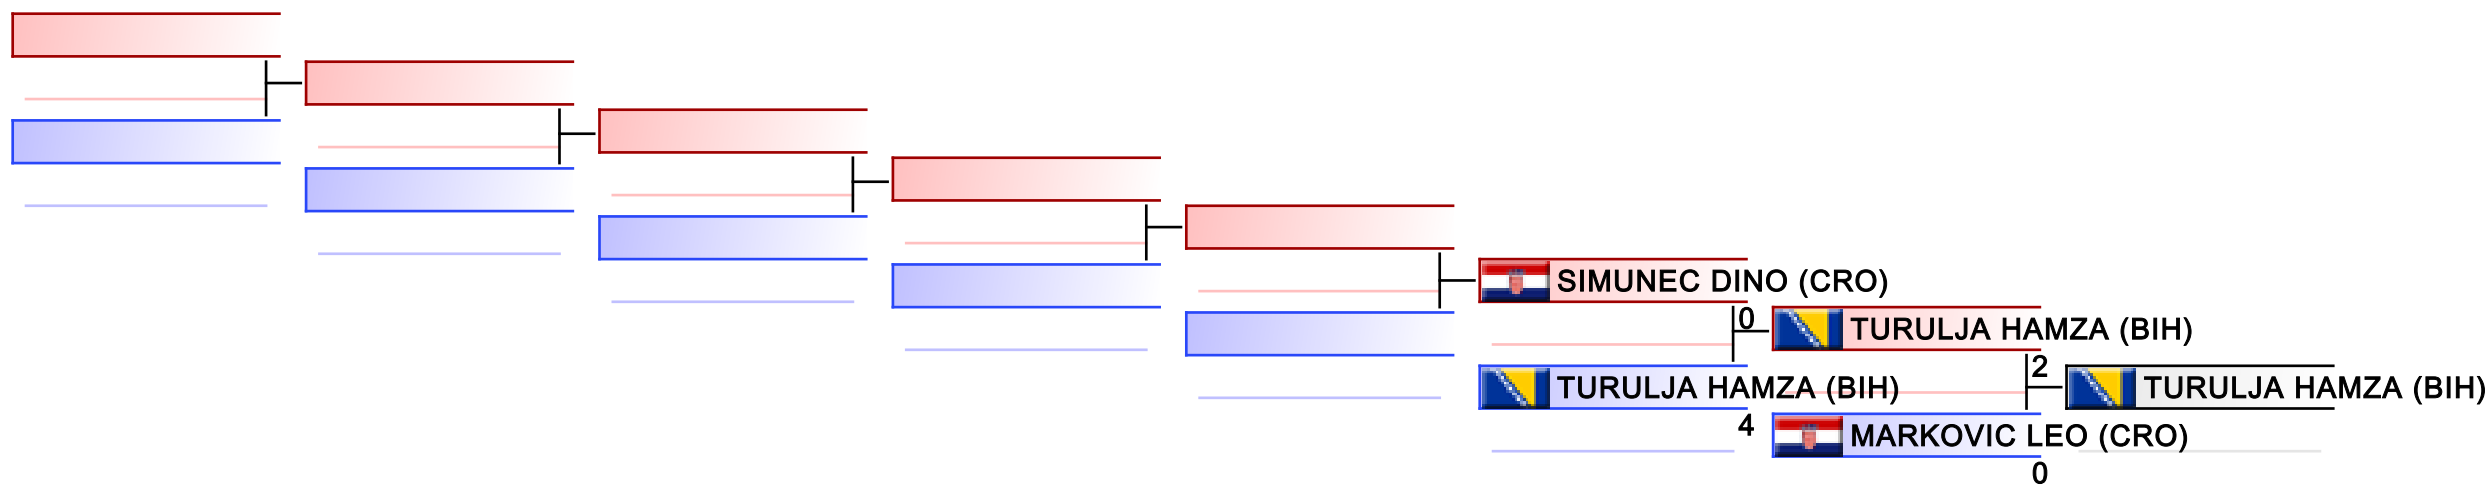 SIMUNEC DINO (CRO)
0
TURULJA HAMZA (BIH)
TURULJA HAMZA (BIH)
4
2
TURULJA HAMZA (BIH)
MARKOVIC LEO (CRO)
0